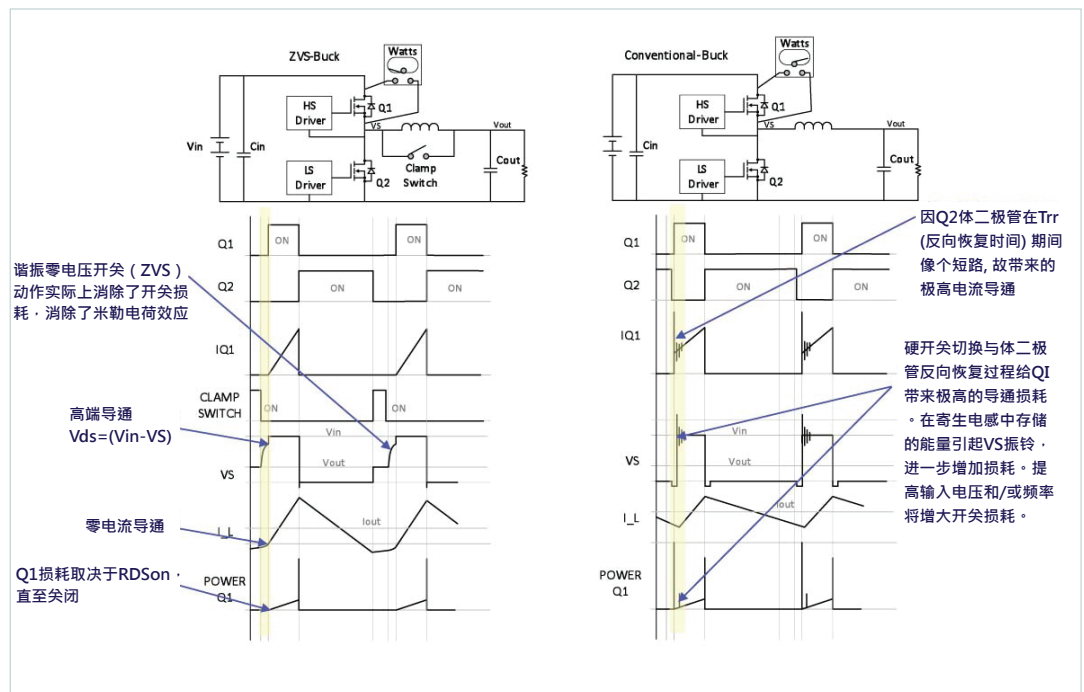 ZVS-Buck
Watts
HS
Driver
Q1
VS
Vout
Vin
Cin
LS
Driver
Q2
Clamp
Switch
Cout
Conventional-Buck
Watts
HS
Driver
Q1
VS
Vout
Cin
LS
Driver
Q2
Cout
Q1
ON
Q2
ON
ON
IQ1
CLAMP
SWITCH
ON
ON
Vin
Vout
VS
Iout
I_L
POWER
Q1
谐振零电压开关（ZVS）
动作实际上消除了开关损
耗，消除了米勒电荷效应
高端导通
Vds=(Vin-VS)
零电流导通
Q1损耗取决于RDSon，
直至关闭
Q1
ON
ON
Q2
ON
ON
IQ1
Vin
Vout
VS
Iout
I_L
POWER
Q1
因Q2体二极管在Trr
(反向恢复时间) 期间
像个短路, 故带来的
极高电流导通
硬开关切换与体二极
管反向恢复过程给QI
带来极高的导通损耗
。在寄生电感中存储
的能量引起VS振铃，
进一步增加损耗。提
高输入电压和/或频率
将增大开关损耗。